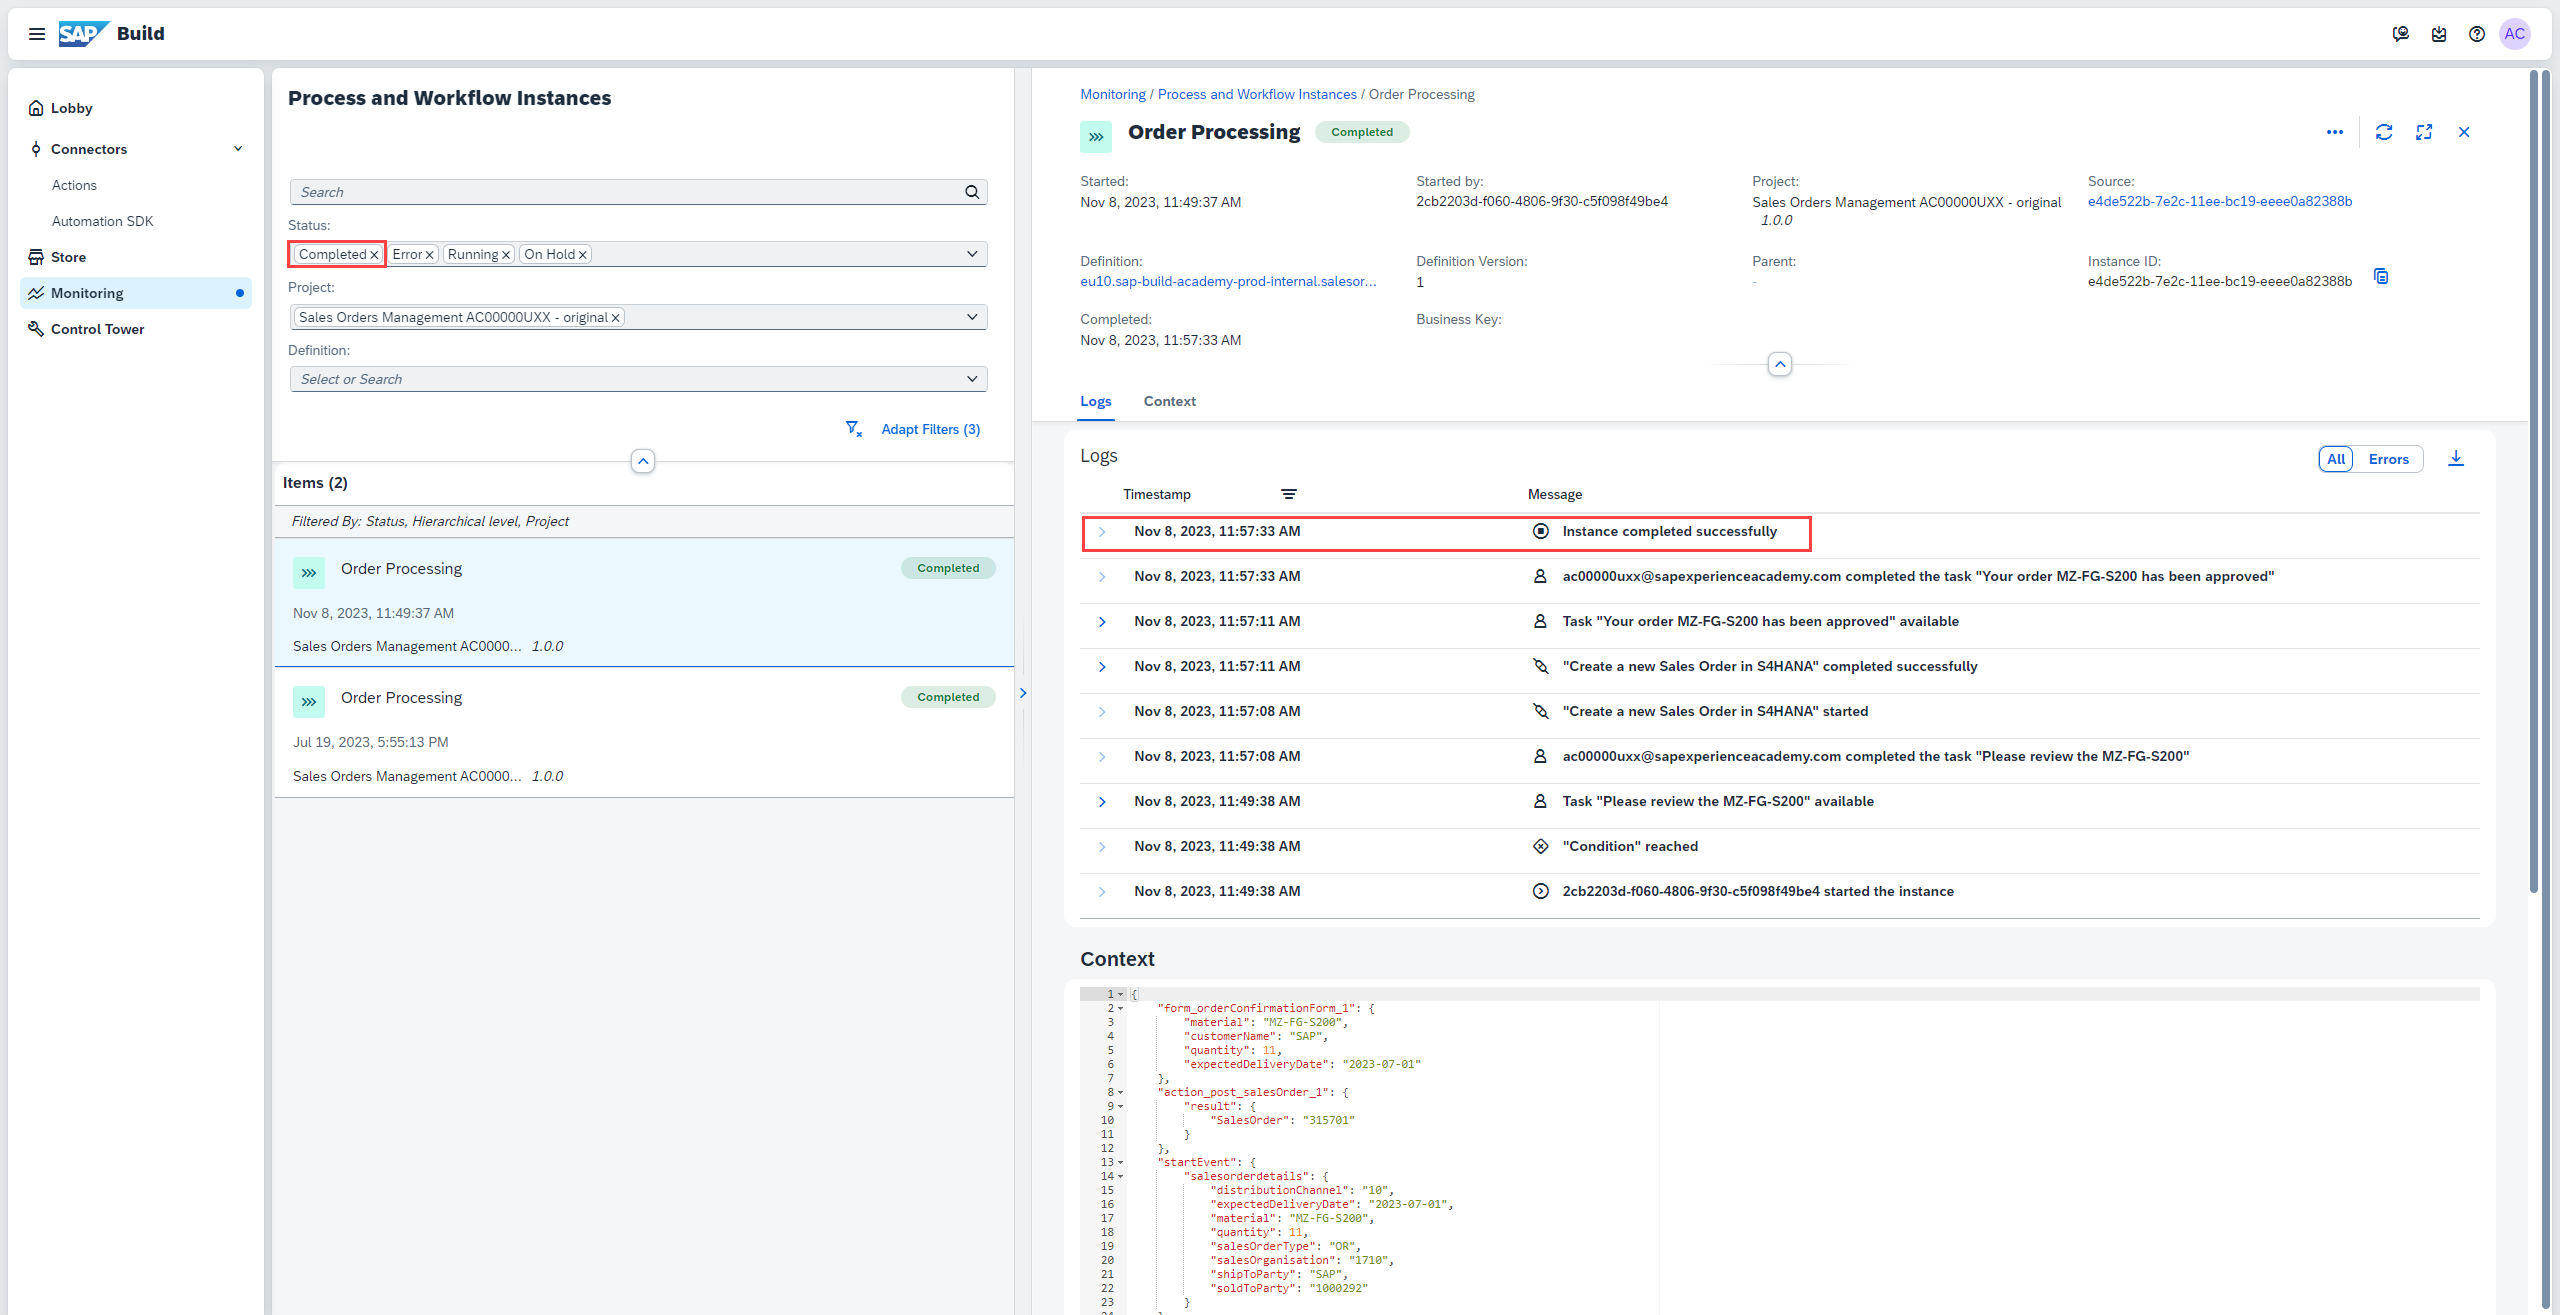 SAP Build
AC
Lobby
Connectors
Actions
Automation SDK
Store
Monitoring
Control Tower
Process and Workflow Instances
Search
Status:
Completed Error Running On Hold
Project:
Sales Orders Management AC00000UXX - original
Definition:
Select or Search
Adapt Filters (3)
Items (2)
Filtered By: Status, Hierarchical level, Project
Order Processing Completed
Nov 8, 2023, 11:49:37 AM
Sales Orders Management AC0000... 1.0.0
Order Processing Completed
Jul 19, 2023, 5:55:13 PM
Sales Orders Management AC0000... 1.0.0
Monitoring / Process and Workflow Instances / Order Processing
Order Processing Completed
Started: Started by: Project: Source:
Nov 8, 2023, 11:49:37 AM 2cb2203d-f060-4806-9f30-c5f098f49be4 Sales Orders Management AC00000UXX - original e4de522b-7e2c-11ee-bc19-eeee0a82388b
1.0.0
Definition: Definition Version: Parent: Instance ID:
eu10.sap-build-academy-prod-internal.salesor... 1 - e4de522b-7e2c-11ee-bc19-eeee0a82388b
Completed: Business Key:
Nov 8, 2023, 11:57:33 AM
Logs Context
Logs All Errors
Timestamp Message
Nov 8, 2023, 11:57:33 AM Instance completed successfully
Nov 8, 2023, 11:57:33 AM ac00000uxx@sapexperienceacademy.com completed the task "Your order MZ-FG-S200 has been approved"
Nov 8, 2023, 11:57:11 AM Task "Your order MZ-FG-S200 has been approved" available
Nov 8, 2023, 11:57:11 AM "Create a new Sales Order in S4HANA" completed successfully
Nov 8, 2023, 11:57:08 AM "Create a new Sales Order in S4HANA" started
Nov 8, 2023, 11:57:08 AM ac00000uxx@sapexperienceacademy.com completed the task "Please review the MZ-FG-S200"
Nov 8, 2023, 11:49:38 AM Task "Please review the MZ-FG-S200" available
Nov 8, 2023, 11:49:38 AM "Condition" reached
Nov 8, 2023, 11:49:38 AM 2cb2203d-f060-4806-9f30-c5f098f49be4 started the instance
Context
1 {
2 "form_orderConfirmationForm_1": {
3 "material": "MZ-FG-S200",
4 "customerName": "SAP",
5 "quantity": 11,
6 "expectedDeliveryDate": "2023-07-01"
7 },
8 "action_post_salesOrder_1": {
9 "result": {
10 "SalesOrder": "315701"
11 }
12 },
13 "startEvent": {
14 "salesorderdetails": {
15 "distributionChannel": "10",
16 "expectedDeliveryDate": "2023-07-01",
17 "material": "MZ-FG-S200",
18 "quantity": 11,
19 "salesOrderType": "OR",
20 "salesOrganisation": "1710",
21 "shipToParty": "SAP",
22 "soldToParty": "1000292"
23 }